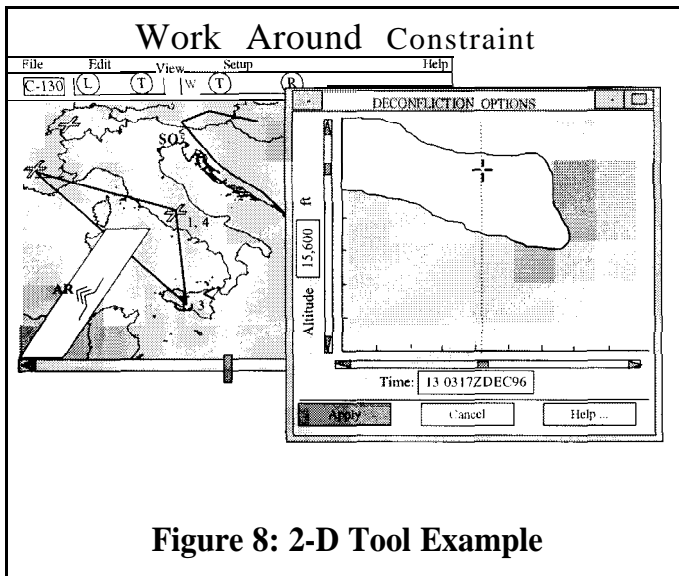 Work Around Constraint
File Edit View Setup Help
C-130 L T W T R
DECONFLICTION OPTIONS
SO
1, 4
3
AR
Altitude 15,600 ft
Time: 13 0317ZDEC96
Apply Cancel Help ...
Figure 8: 2-D Tool Example